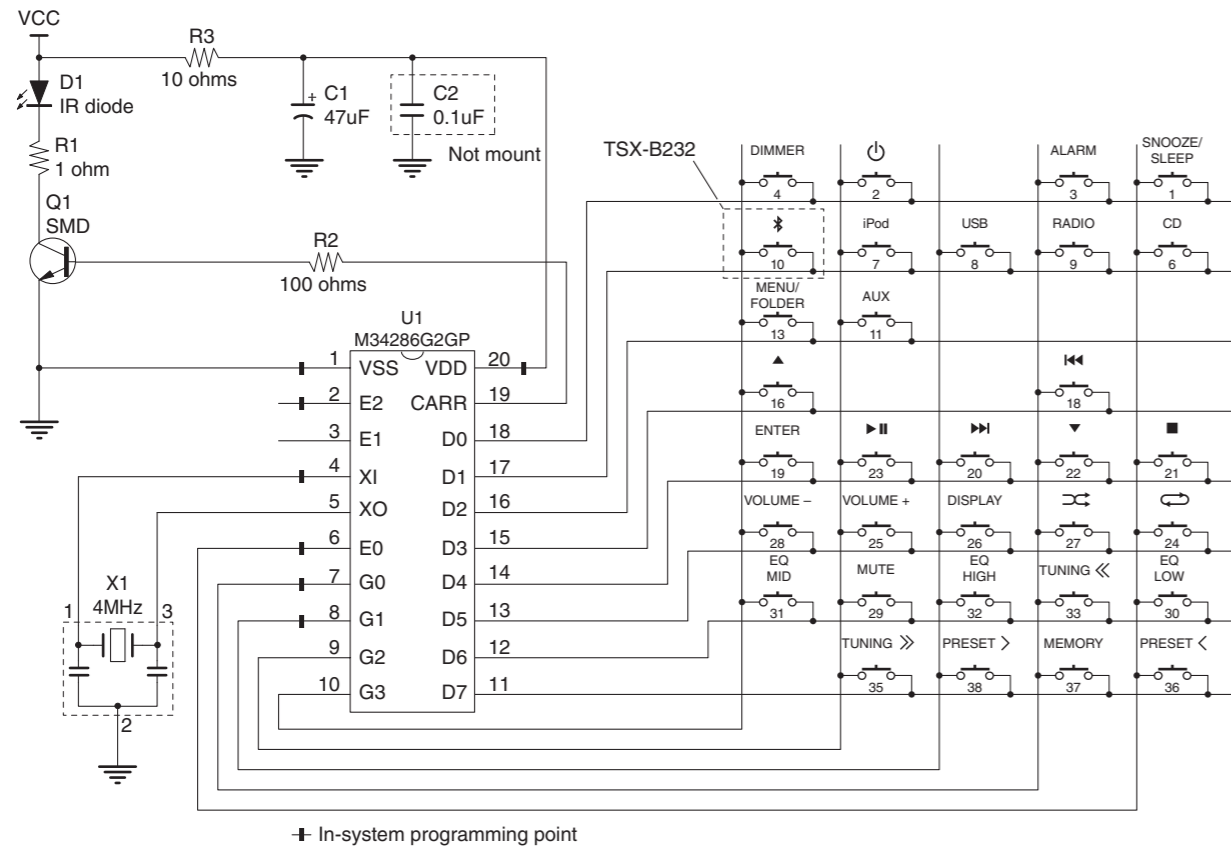 VCC
R3
10 ohms
D1
IR diode
+ C1
47uF
C2
0.1uF
Not mount
R1
1 ohm
Q1
SMD
R2
100 ohms
U1
M34286G2GP
1 VSS VDD 20
2 E2 CARR 19
3 E1 D0 18
4 XI D1 17
5 XO D2 16
6 E0 D3 15
7 G0 D4 14
8 G1 D5 13
9 G2 D6 12
10 G3 D7 11
X1
4MHz
1 3
2
TSX-B232
DIMMER ALARM SNOOZE/
SLEEP
4 2 3 1
iPod USB RADIO CD
10 7 8 9 6
MENU/
FOLDER AUX
13 11
16 18
ENTER
19 23 20 22 21
VOLUME – VOLUME + DISPLAY
28 25 26 27 24
EQ
MID MUTE EQ
HIGH TUNING EQ
LOW
31 29 32 33 30
TUNING PRESET MEMORY PRESET
35 38 37 36
In-system programming point